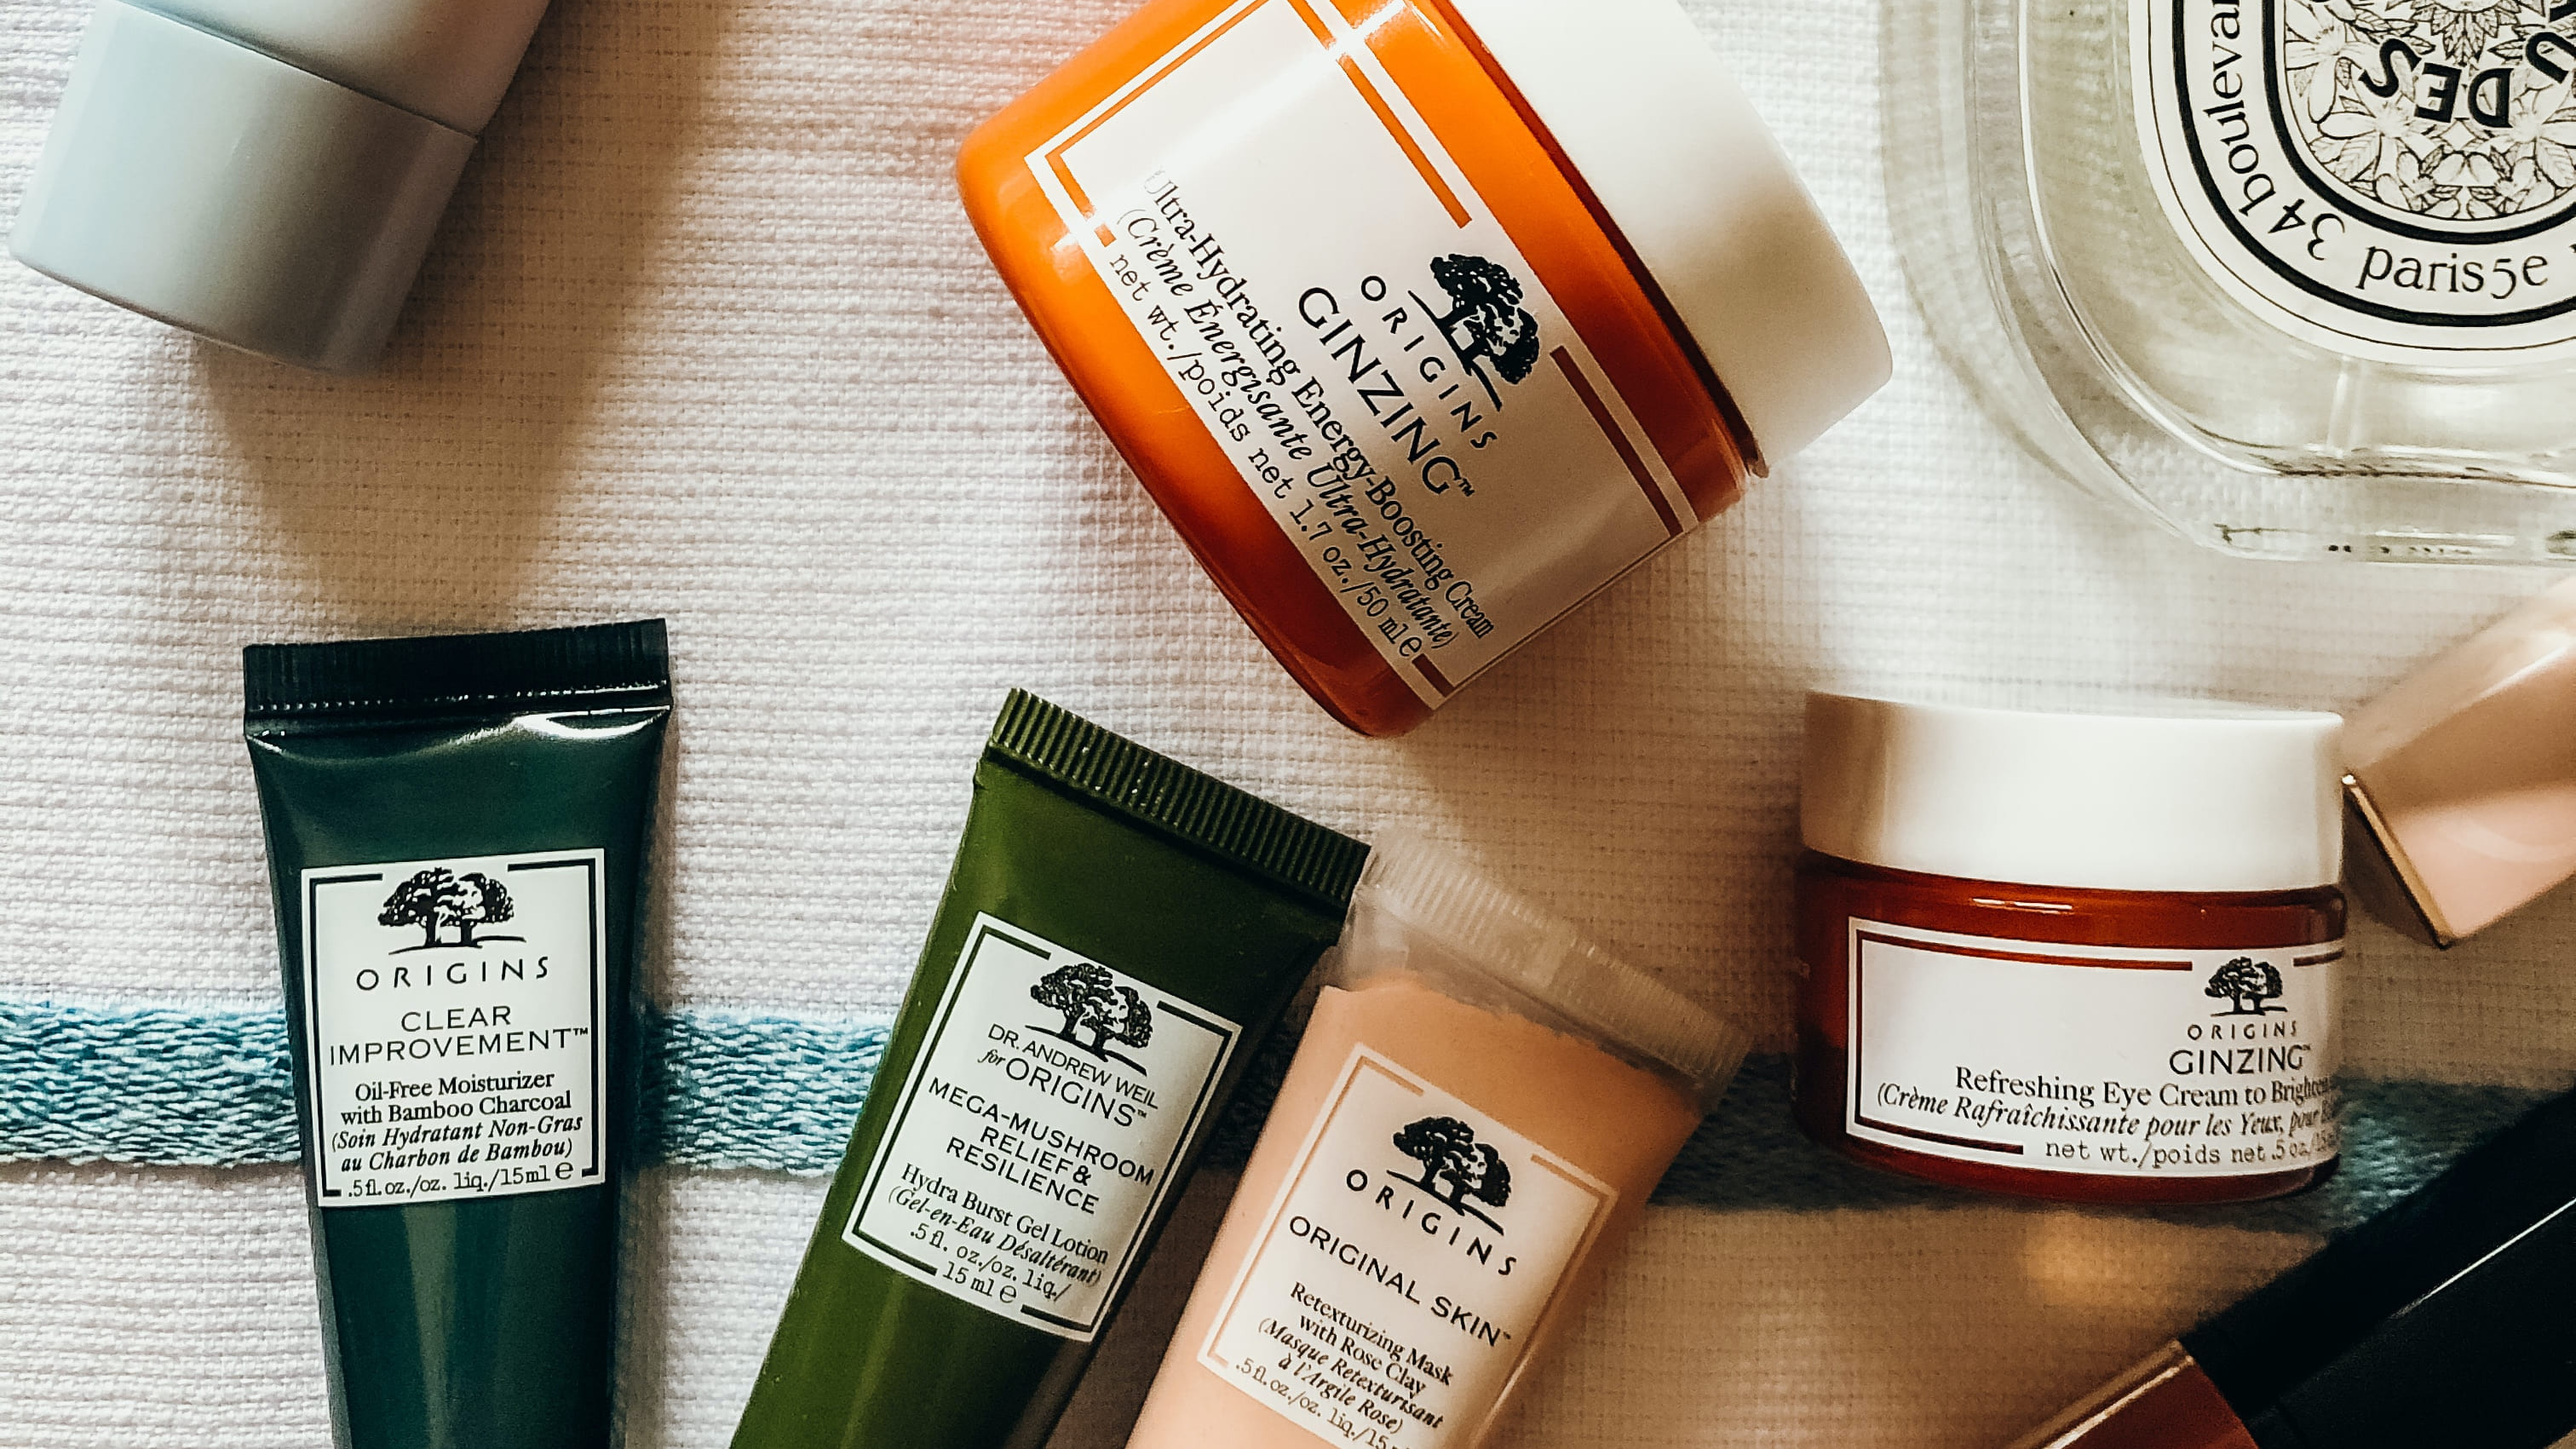 ORIGINS
GINZING™
Ultra-Hydrating Energy-Boosting Cream
(Crème Énergisante Ultra-Hydratante)
net wt./poids net 1.7 oz./50 ml e
DES
34 boulevar
paris5e
ORIGINS
CLEAR
IMPROVEMENT™
Oil-Free Moisturizer
with Bamboo Charcoal
(Soin Hydratant Non-Gras
au Charbon de Bambou)
.5 fl. oz./oz. liq./15ml e
DR. ANDREW WEIL
for ORIGINS™
MEGA-MUSHROOM
RELIEF &
RESILIENCE
Hydra Burst Gel Lotion
(Gel-en-Eau Désaltérant)
.5 fl. oz./oz. liq./
15 ml e
ORIGINS
ORIGINAL SKIN™
Retexturizing Mask
with Rose Clay
(Masque Retexturisant
à l'Argile Rose)
.5 fl. oz./oz. liq./15
ORIGINS
GINZING™
Refreshing Eye Cream to Brighten
(Crème Rafraîchissante pour les Yeux, pour
net wt./poids net .5 oz./15